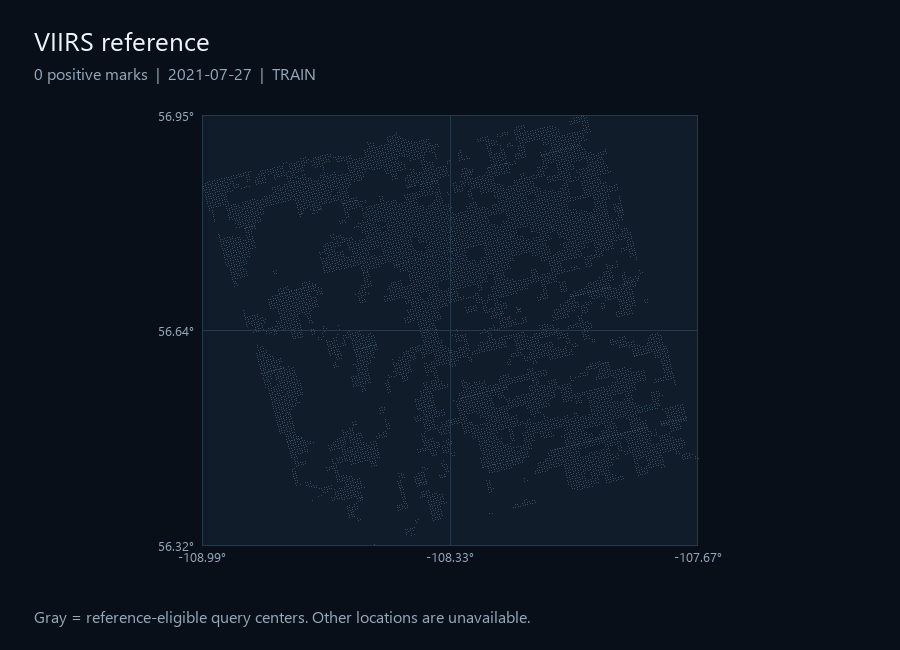 VIIRS reference
0 positive marks | 2021-07-27 | TRAIN
56.95°
56.64°
56.32°
-108.99°
-108.33°
-107.67°
Gray = reference-eligible query centers. Other locations are unavailable.